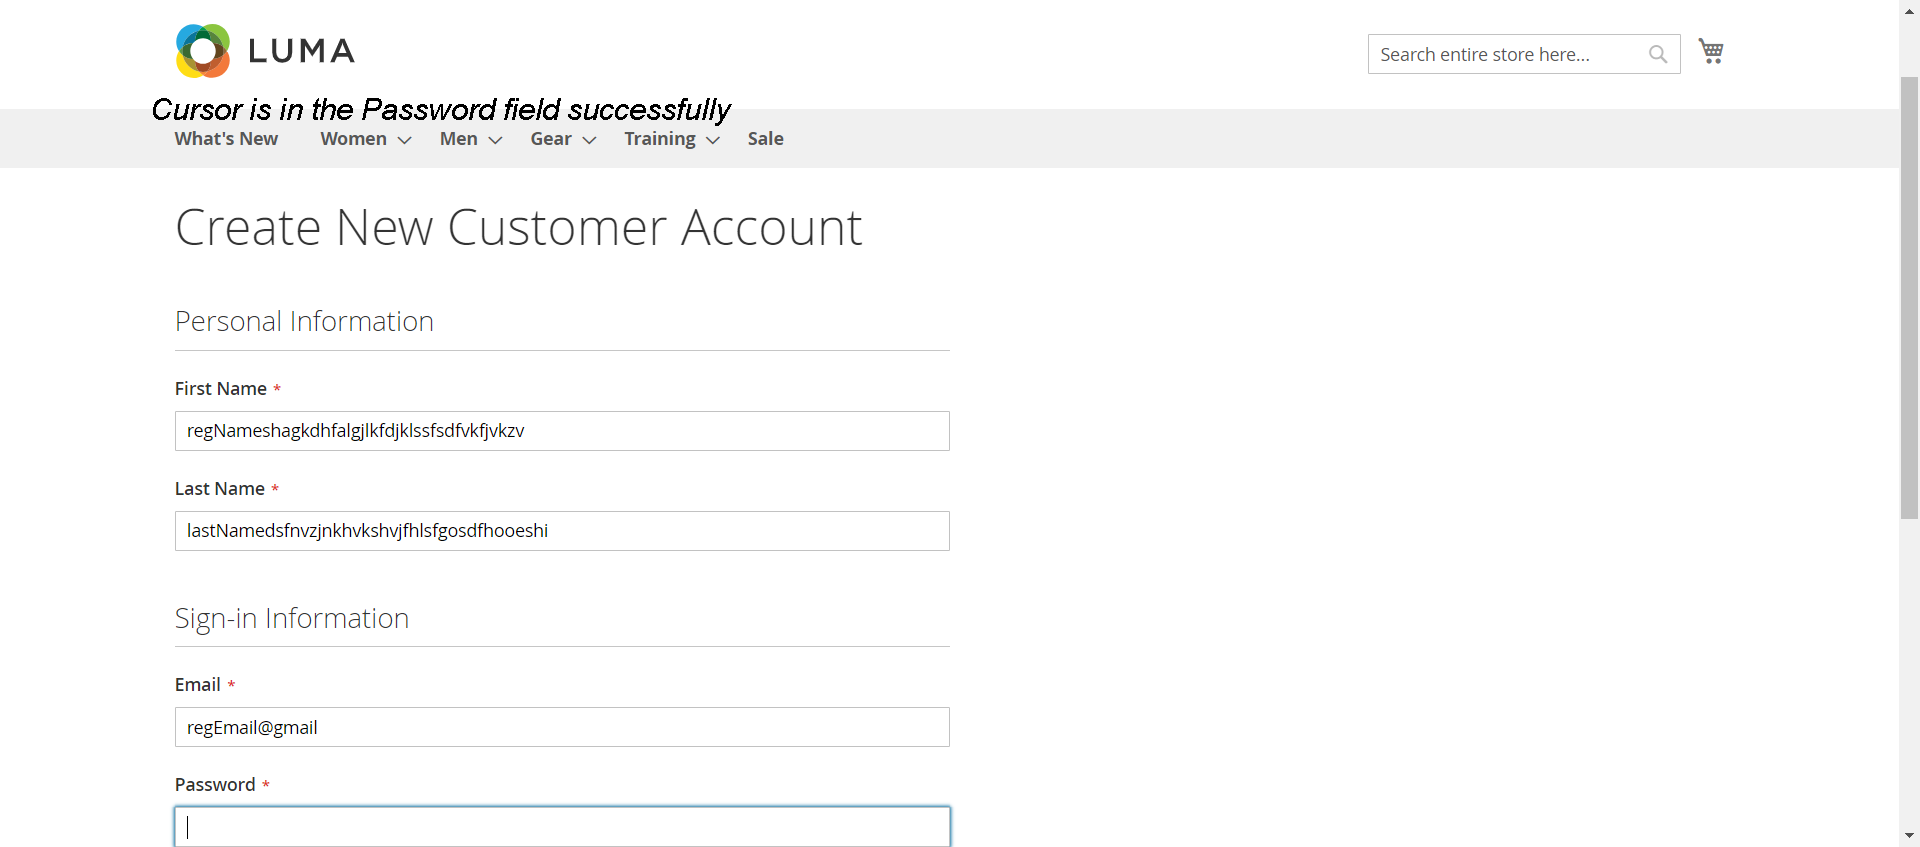 LUMA
Search entire store here...
Cursor is in the Password field successfully
What's New Women Men Gear Training Sale
Create New Customer Account
Personal Information
First Name *
regNameshagkdhfalgjlkfdjklssfsdfvkfjvkzv
Last Name *
lastNamedsfnvzjnkhvkshvjfhlsfgosdfhooeshi
Sign-in Information
Email *
regEmail@gmail
Password *